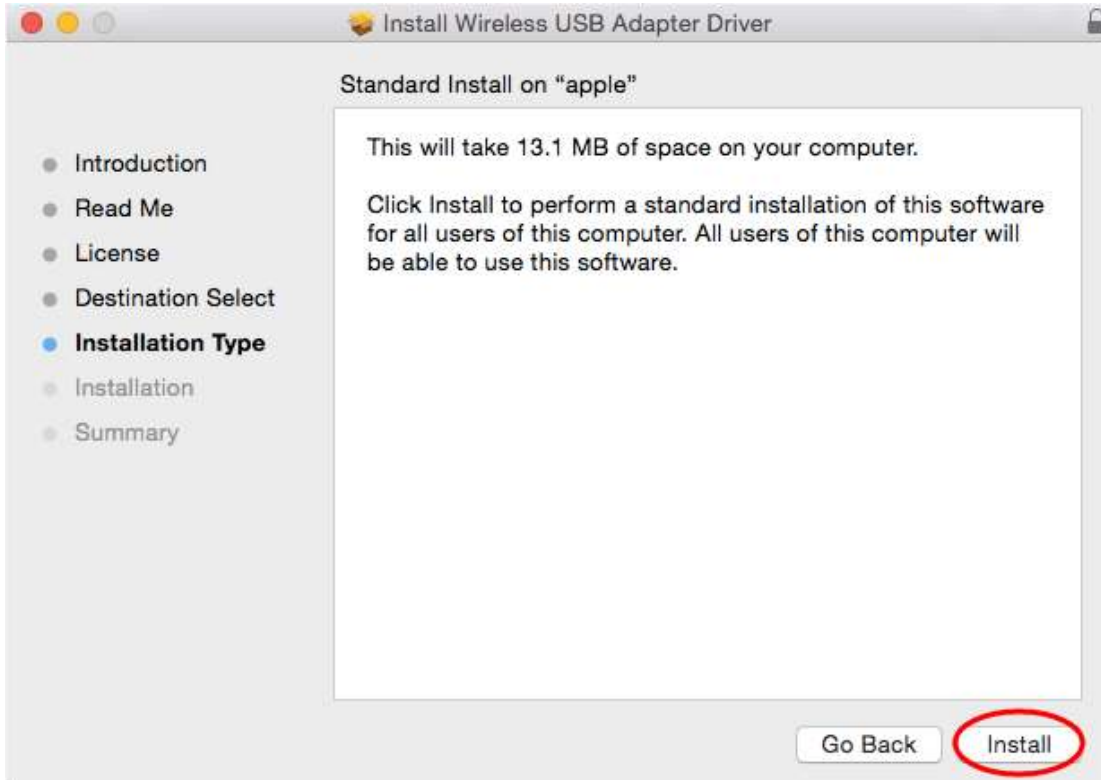 Install Wireless USB Adapter Driver
Standard Install on “apple”
Introduction
Read Me
License
Destination Select
Installation Type
Installation
Summary
This will take 13.1 MB of space on your computer.
Click Install to perform a standard installation of this software
for all users of this computer. All users of this computer will
be able to use this software.
Go Back
Install